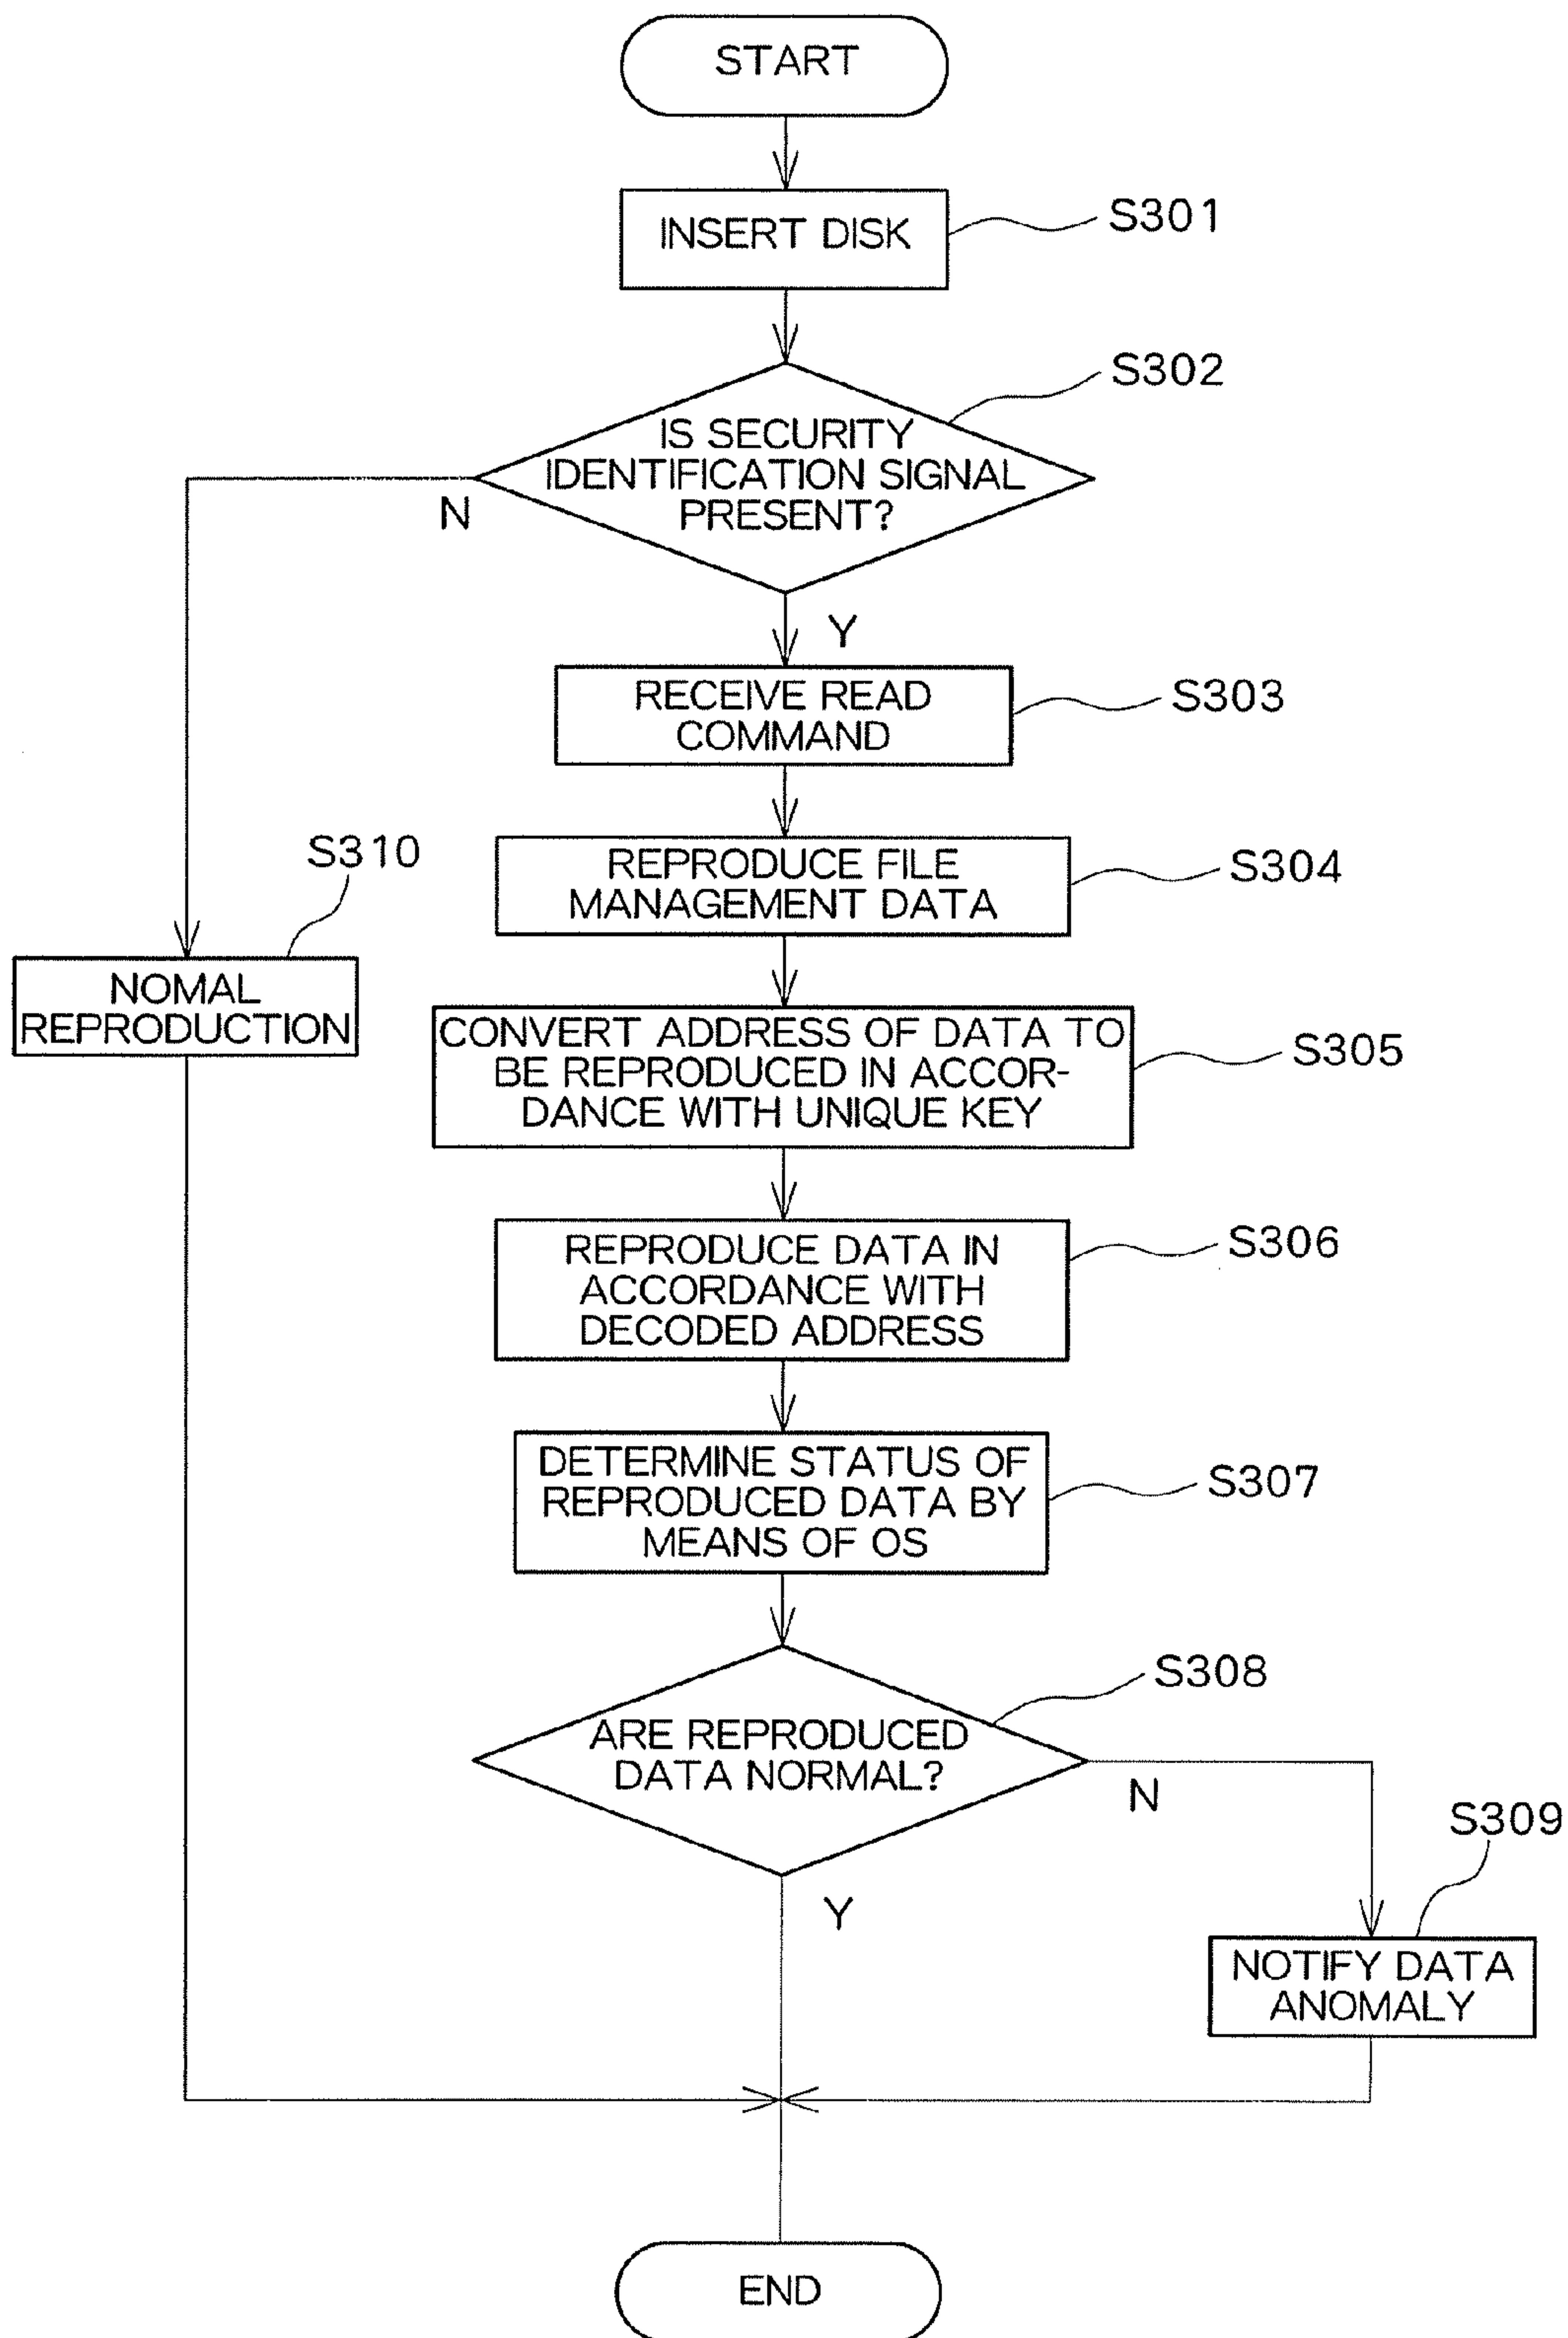 START
INSERT DISK
S301
S302
IS SECURITY
IDENTIFICATION SIGNAL
PRESENT?
N
Y
RECEIVE READ
COMMAND
S303
S310
REPRODUCE FILE
MANAGEMENT DATA
S304
NOMAL
REPRODUCTION
CONVERT ADDRESS OF DATA TO
BE REPRODUCED IN ACCOR-
DANCE WITH UNIQUE KEY
S305
REPRODUCE DATA IN
ACCORDANCE WITH
DECODED ADDRESS
S306
DETERMINE STATUS OF
REPRODUCED DATA BY
MEANS OF OS
S307
S308
ARE REPRODUCED
DATA NORMAL?
N
S309
Y
NOTIFY DATA
ANOMALY
END